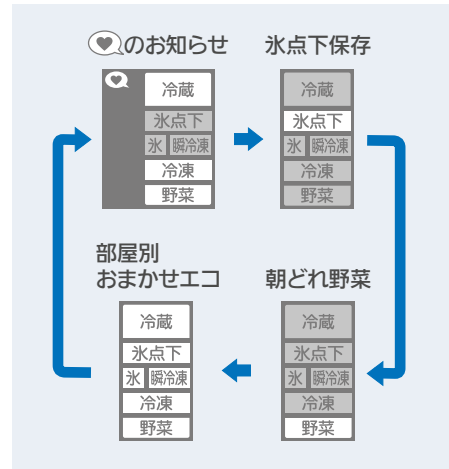 のお知らせ
冷蔵
氷点下
氷 瞬冷凍
冷凍
野菜
氷点下保存
冷蔵
氷点下
氷 瞬冷凍
冷凍
野菜
朝どれ野菜
冷蔵
氷点下
氷 瞬冷凍
冷凍
野菜
部屋別
おまかせエコ
冷蔵
氷点下
氷 瞬冷凍
冷凍
野菜